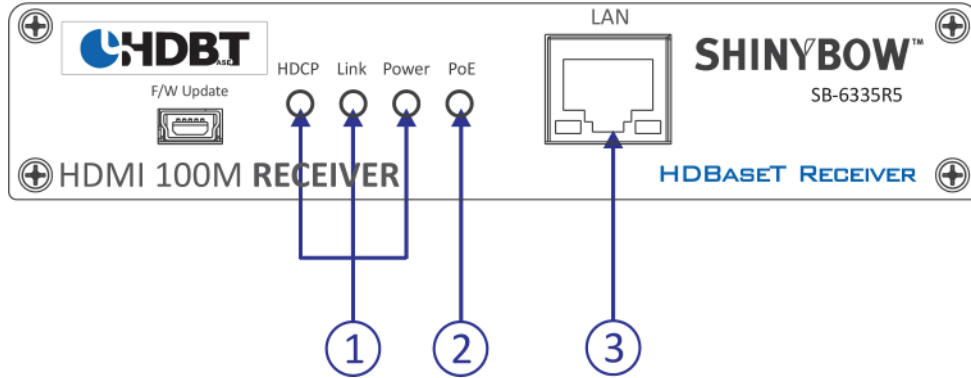 LAN
HDBT
ASE
SHINYBOW™
HDCP Link Power PoE
F/W Update
SB-6335R5
HDMI 100M RECEIVER
HDBaseT Receiver
1 2 3